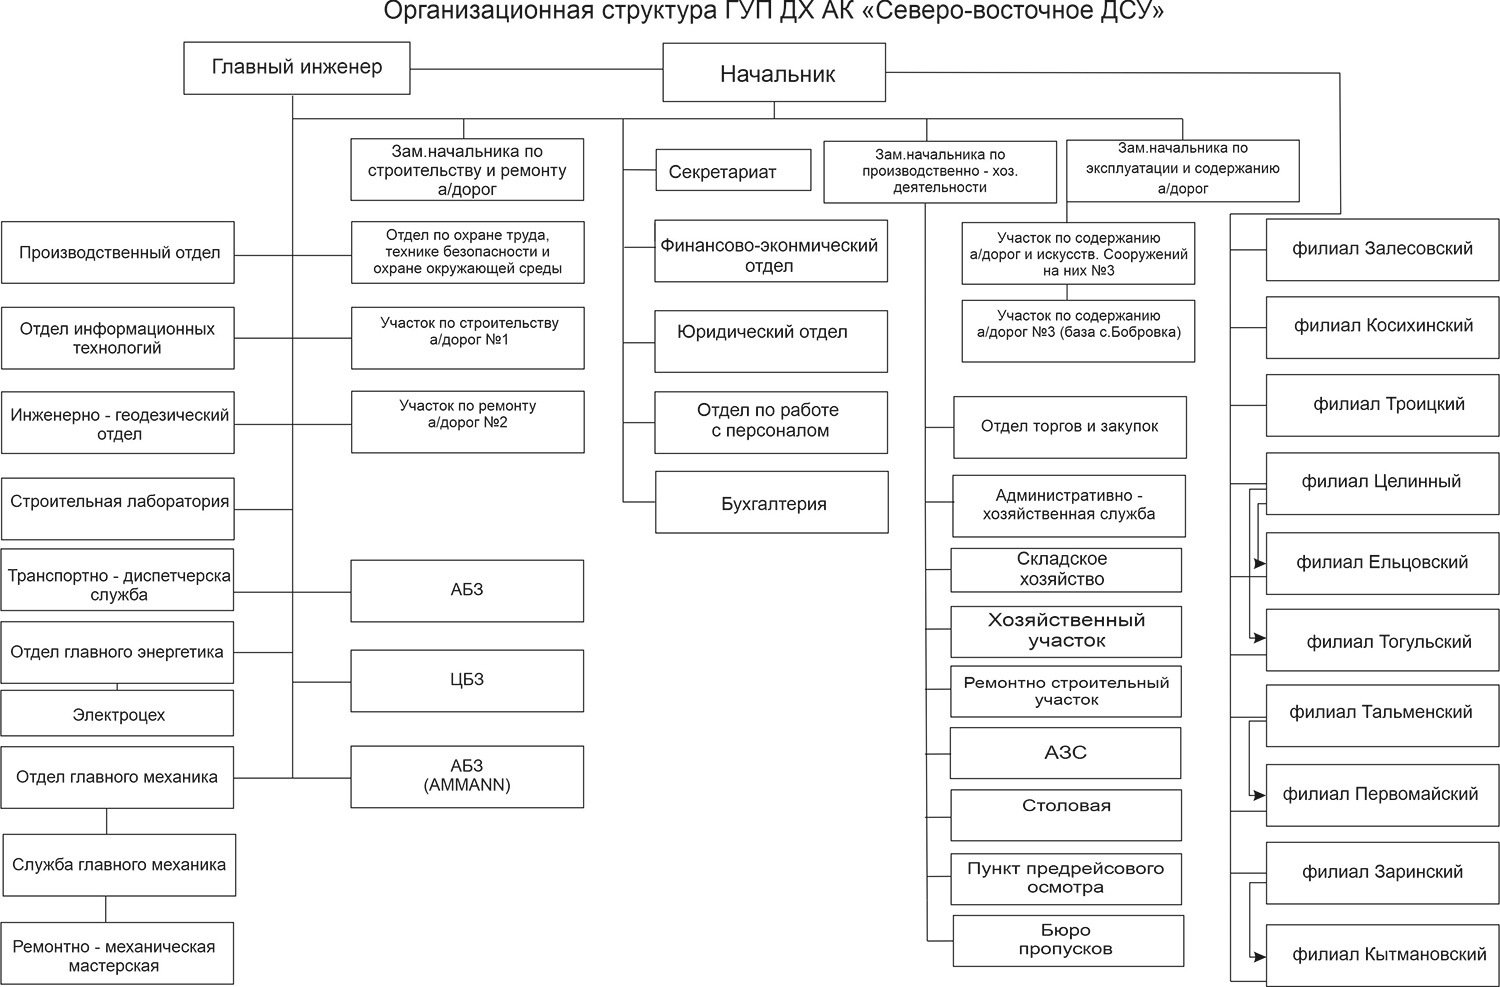 Организационная структура ГУП ДХ АК «Северо-восточное ДСУ»
Главный инженер
Начальник
Зам.начальника по
строительству и ремонту
а/дорог
Секретариат
Зам.начальника по
производственно - хоз.
деятельности
Зам.начальника по
эксплуатации и содержанию
а/дорог
Производственный отдел
Отдел информационных
технологий
Инженерно - геодезический
отдел
Строительная лаборатория
Транспортно - диспетчерска
служба
Отдел главного энергетика
Электроцех
Отдел главного механика
Служба главного механика
Ремонтно - механическая
мастерская
Отдел по охране труда,
технике безопасности и
охране окружающей среды
Участок по строительству
а/дорог №1
Участок по ремонту
а/дорог №2
АБЗ
ЦБЗ
АБЗ
(AMMANN)
Финансово-эконмический
отдел
Юридический отдел
Отдел по работе
с персоналом
Бухгалтерия
Участок по содержанию
а/дорог и искусств. Сооружений
на них №3
Участок по содержанию
а/дорог №3 (база с.Бобровка)
Отдел торгов и закупок
Административно -
хозяйственная служба
Складское
хозяйство
Хозяйственный
участок
Ремонтно строительный
участок
АЗС
Столовая
Пункт предрейсового
осмотра
Бюро
пропусков
филиал Залесовский
филиал Косихинский
филиал Троицкий
филиал Целинный
филиал Ельцовский
филиал Тогульский
филиал Тальменский
филиал Первомайский
филиал Заринский
филиал Кытмановский